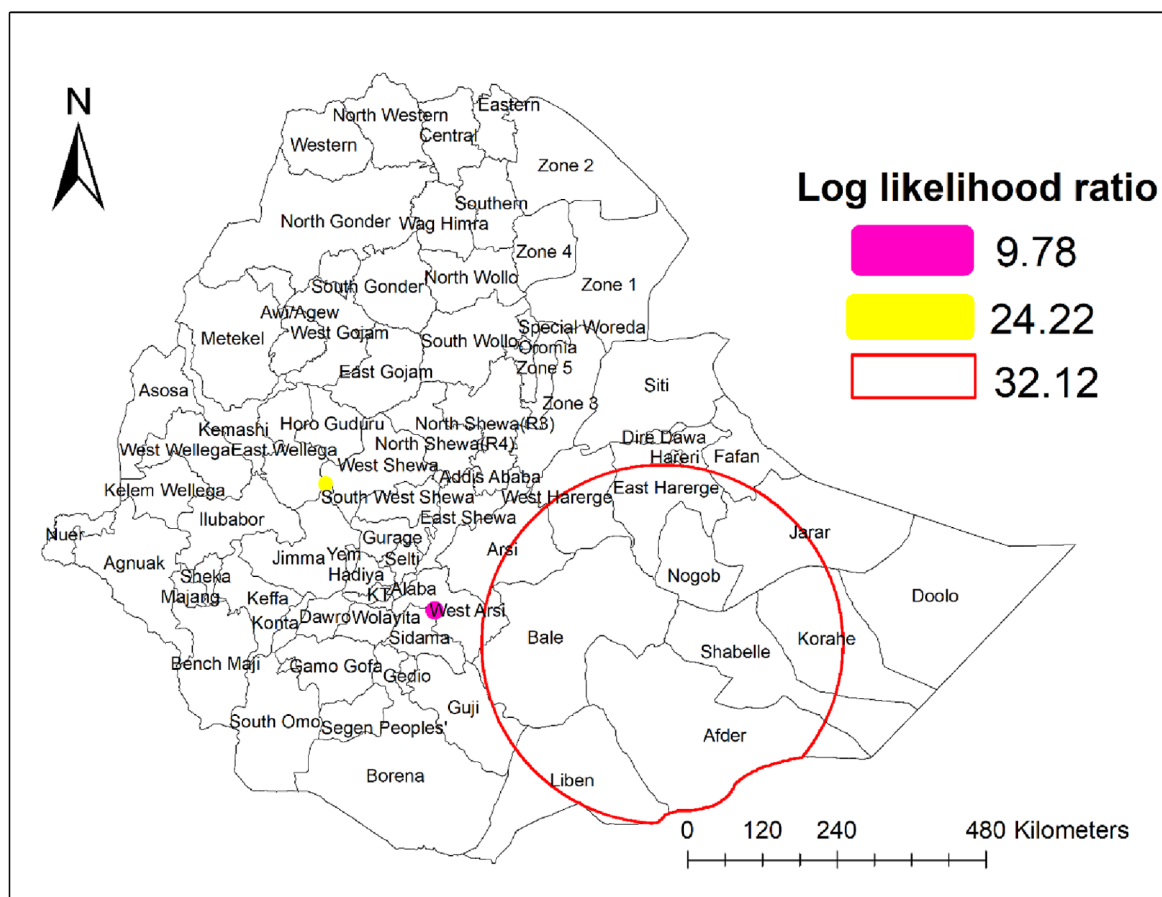 N
Eastern
North Western
Central
Western
Zone 2
Southern
North Gonder
Wag Himra
Zone 4
North Wollo
South Gonder
Zone 1
Awi/Agew
West Gojam
Metekel
South Wollo
Special Woreda
Oromia
Zone 5
East Gojam
Siti
Asosa
Zone 3
Horo Guduru
North Shewa(R3)
Kemashi
North Shewa(R4)
Dire Dawa
West Wellega
East Wellega
Hareri
Fafan
West Shewa
Addis Ababa
Kelem Wellega
South West Shewa
West Harerge
East Harerge
Ilubabor
East Shewa
Nuer
Gurage
Jarar
Arsi
Agnuak
Jimma
Yem
Selti
Sheka
Hadiya
Nogob
Majang
Keffa
KT
Alaba
Doolo
Konta
Dawro
Wolayita
West Arsi
Sidama
Bale
Korahe
Shabelle
Bench Maji
Gamo Gofa
Gedio
Guji
South Omo
Segen Peoples'
Afder
Borena
Liben
Log likelihood ratio
9.78
24.22
32.12
0 120 240 480 Kilometers